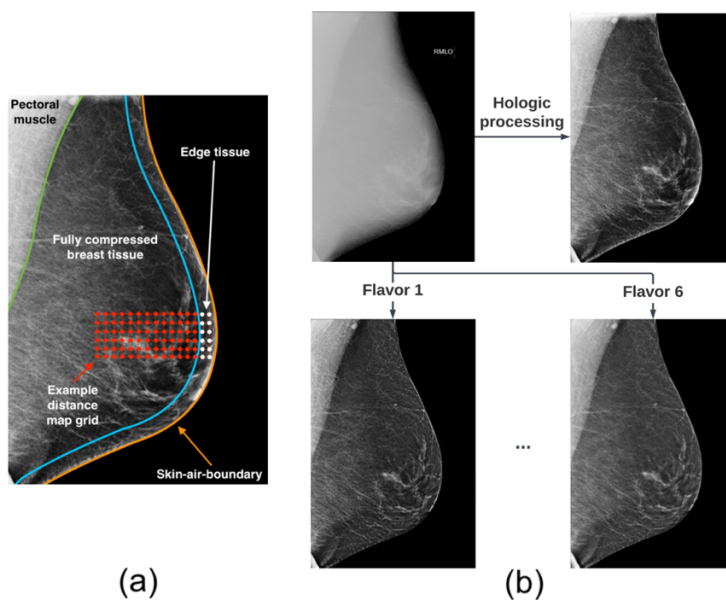 Pectoral
muscle
Edge tissue
Fully compressed
breast tissue
Example
distance
map grid
Skin-air-boundary
(a)
RMLO
Hologic
processing
Flavor 1
Flavor 6
...
(b)